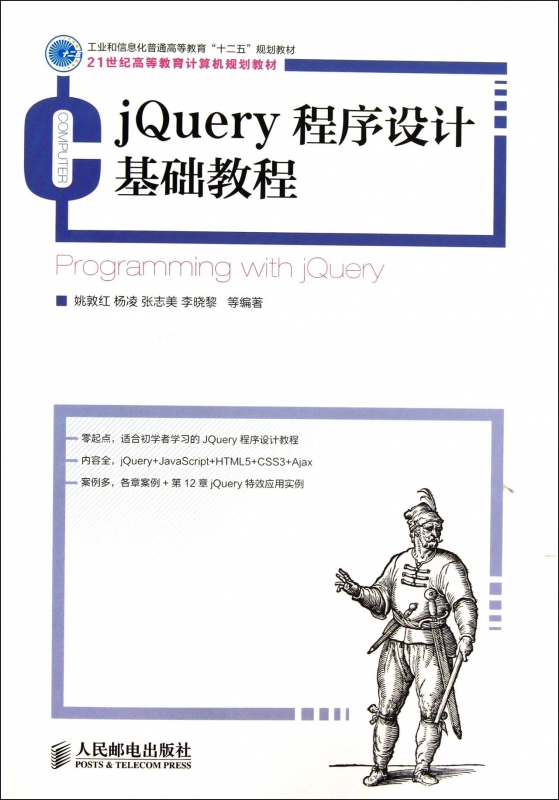 工业和信息化普通高等教育“十二五”规划教材
21世纪高等教育计算机规划教材
COMPUTER
jQuery 程序设计
基础教程
Programming with jQuery
姚敦红 杨凌 张志美 李晓黎 等编著
零起点，适合初学者学习的 JQuery 程序设计教程
内容全，jQuery+JavaScript+HTML5+CSS3+Ajax
案例多，各章案例 + 第 12 章 jQuery 特效应用实例
人民邮电出版社
POSTS & TELECOM PRESS